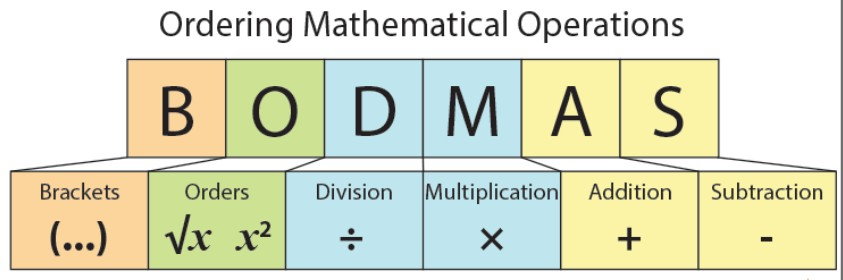 Ordering Mathematical Operations
B O D M A S
Brackets Orders Division Multiplication Addition Subtraction
(...) √x x² ÷ × + -